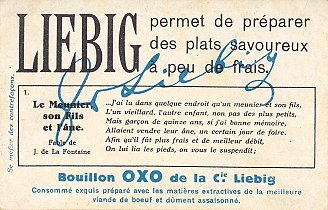 LIEBIG permet de préparer
des plats savoureux
à peu de frais.
J v Liebig
Se méfier des contrefaçons.
1.
Le Meunier
son Fils
et l'âne.
Fable de
J. de La Fontaine
...J'ai lu dans quelque endroit qu'un meunier et son fils,
L'un vieillard, l'autre enfant, non pas des plus petits,
Mais garçon de quinze ans, si j'ai bonne mémoire,
Allaient vendre leur âne, un certain jour de foire.
Afin qu'il fût plus frais et de meilleur débit,
On lui lia les pieds, on vous le suspendit;
Bouillon OXO de la Cie Liebig
Consommé exquis préparé avec les matières extractives de la meilleure
viande de boeuf et dûment assaisonné.